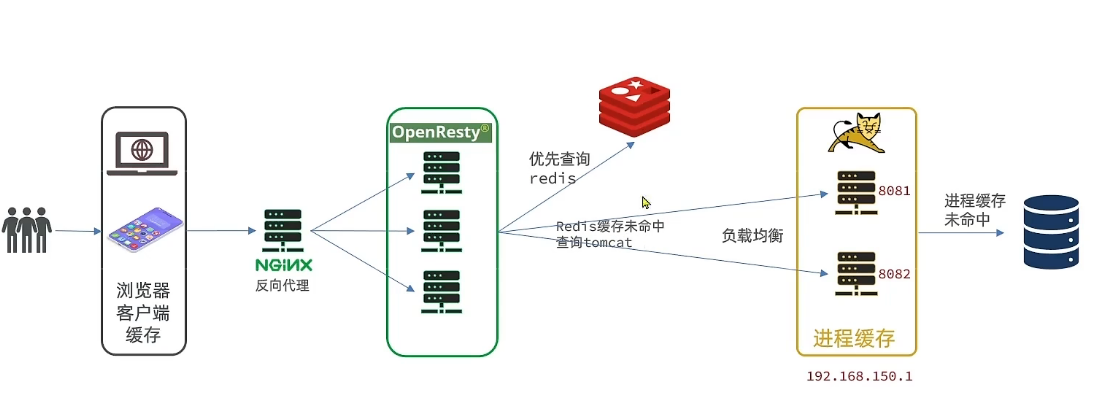 浏览器
客户端
缓存
NGINX
反向代理
OpenResty®
优先查询
redis
Redis缓存未命中
查询tomcat
负载均衡
8081
8082
进程缓存
192.168.150.1
进程缓存
未命中